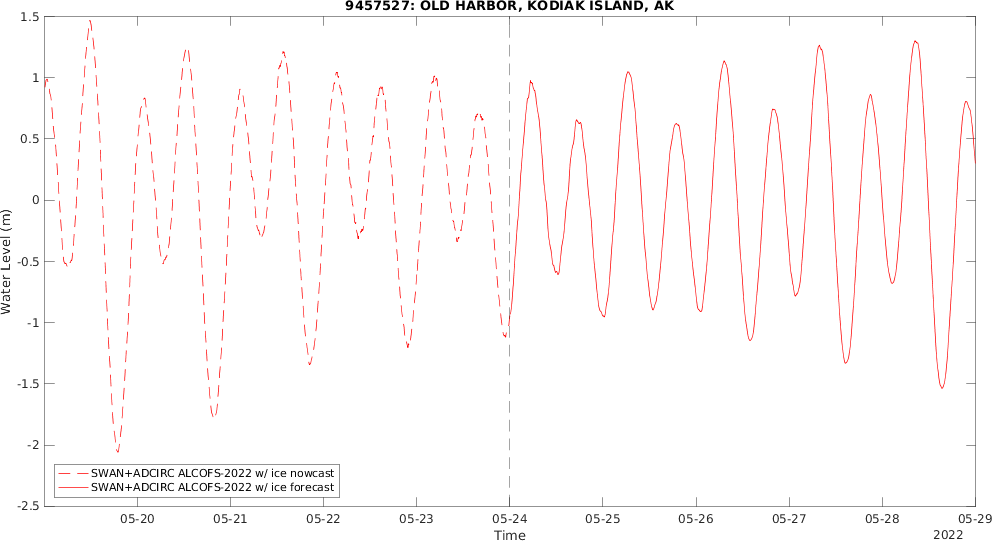 9457527: OLD HARBOR, KODIAK ISLAND, AK
1.5
1
0.5
0
-0.5
-1
-1.5
-2
-2.5
Water Level (m)
SWAN+ADCIRC ALCOFS-2022 w/ ice nowcast
SWAN+ADCIRC ALCOFS-2022 w/ ice forecast
05-20 05-21 05-22 05-23 05-24 05-25 05-26 05-27 05-28 05-29
Time
2022